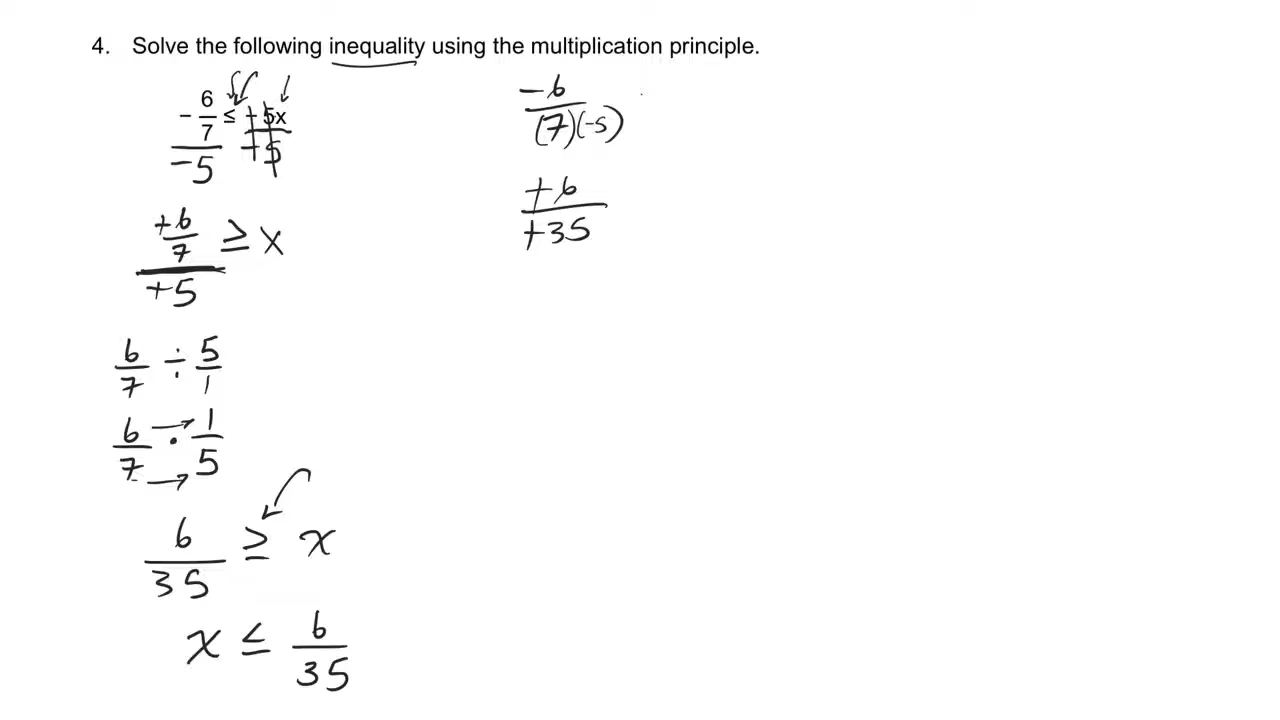 4. Solve the following inequality using the multiplication principle.
-6/7 ≤ -5x
-5 -5
+6/7 ≥ x
+5
6/7 ÷ 5/1
6/7 · 1/5
6/35 ≥ x
x ≤ 6/35
-6/(7)(-5)
+6/+35